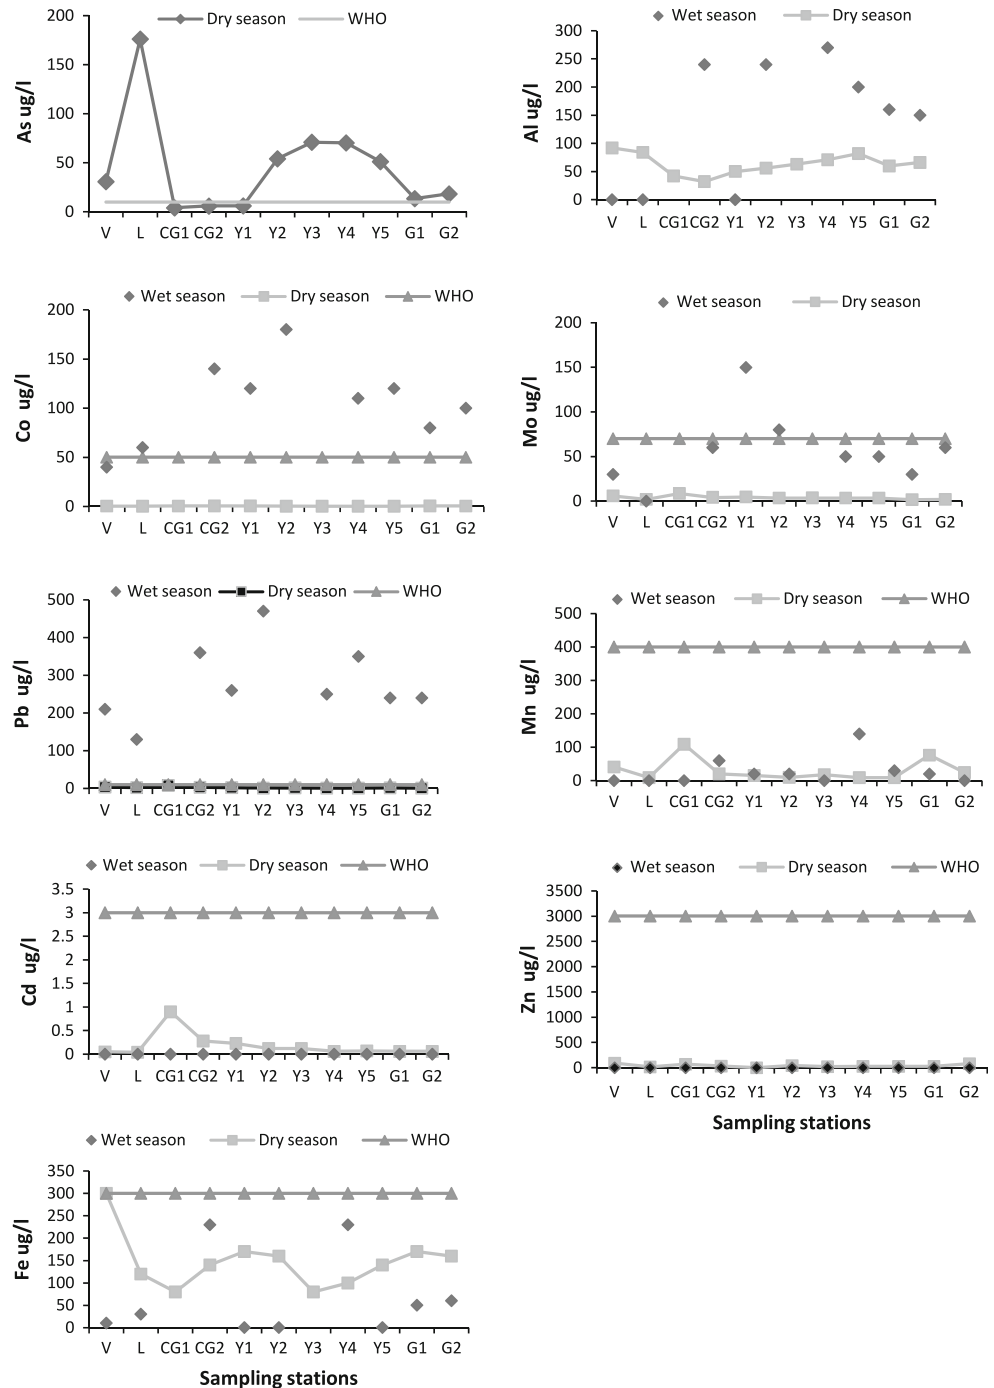 Dry season WHO
As ug/l
200
150
100
50
0
V L CG1 CG2 Y1 Y2 Y3 Y4 Y5 G1 G2
Wet season Dry season
Al ug/l
300
250
200
150
100
50
0
V L CG1 CG2 Y1 Y2 Y3 Y4 Y5 G1 G2
Wet season Dry season WHO
Co ug/l
200
150
100
50
0
V L CG1 CG2 Y1 Y2 Y3 Y4 Y5 G1 G2
Wet season Dry season
Mo ug/l
200
150
100
50
0
V L CG1 CG2 Y1 Y2 Y3 Y4 Y5 G1 G2
Wet season Dry season WHO
Pb ug/l
500
400
300
200
100
0
V L CG1 CG2 Y1 Y2 Y3 Y4 Y5 G1 G2
Wet season Dry season WHO
Mn ug/l
500
400
300
200
100
0
V L CG1 CG2 Y1 Y2 Y3 Y4 Y5 G1 G2
Wet season Dry season WHO
Cd ug/l
3.5
3
2.5
2
1.5
1
0.5
0
V L CG1 CG2 Y1 Y2 Y3 Y4 Y5 G1 G2
Wet season Dry season WHO
Zn ug/l
3500
3000
2500
2000
1500
1000
500
0
V L CG1 CG2 Y1 Y2 Y3 Y4 Y5 G1 G2
Sampling stations
Wet season Dry season WHO
Fe ug/l
350
300
250
200
150
100
50
0
V L CG1 CG2 Y1 Y2 Y3 Y4 Y5 G1 G2
Sampling stations